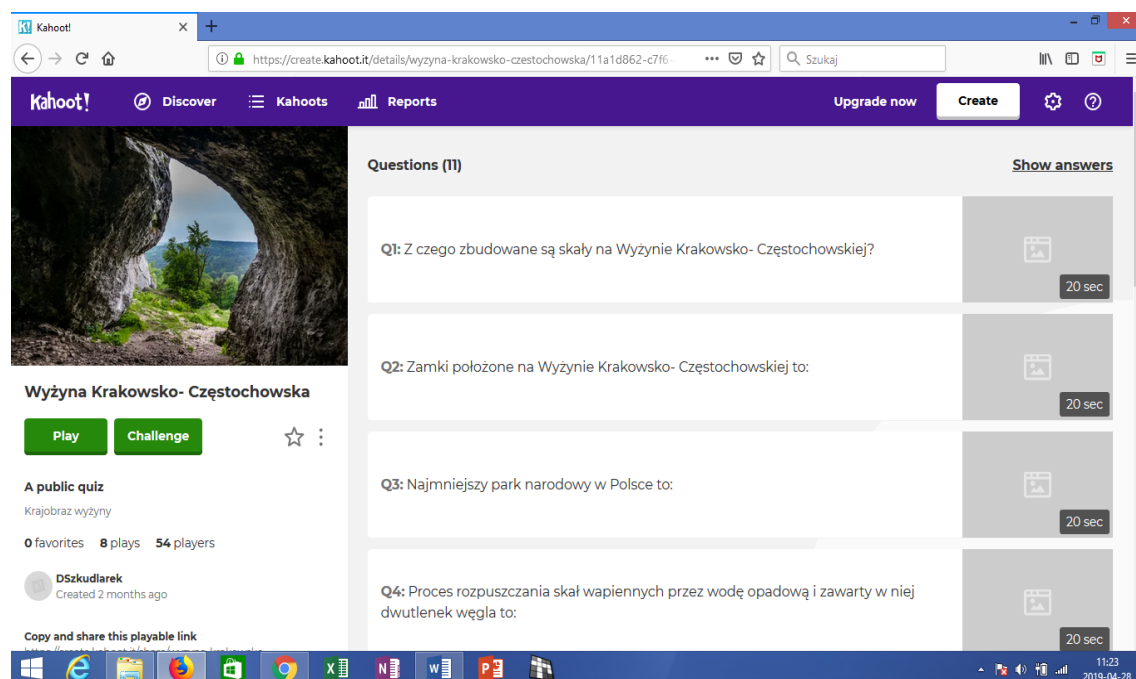 Kahoot!
https://create.kahoot.it/details/wyzyna-krakowsko-czestochowska/11a1d862-c7f6-
Szukaj
Kahoot!
Discover
Kahoots
Reports
Upgrade now
Create
Wyżyna Krakowsko- Częstochowska
Play
Challenge
A public quiz
Krajobraz wyżyny
0 favorites 8 plays 54 players
DSzkudlarek
Created 2 months ago
Copy and share this playable link
Questions (11)
Show answers
Q1: Z czego zbudowane są skały na Wyżynie Krakowsko- Częstochowskiej?
20 sec
Q2: Zamki położone na Wyżynie Krakowsko- Częstochowskiej to:
20 sec
Q3: Najmniejszy park narodowy w Polsce to:
20 sec
Q4: Proces rozpuszczania skał wapiennych przez wodę opadową i zawarty w niej
dwutlenek węgla to:
20 sec
11:23
2019-04-28